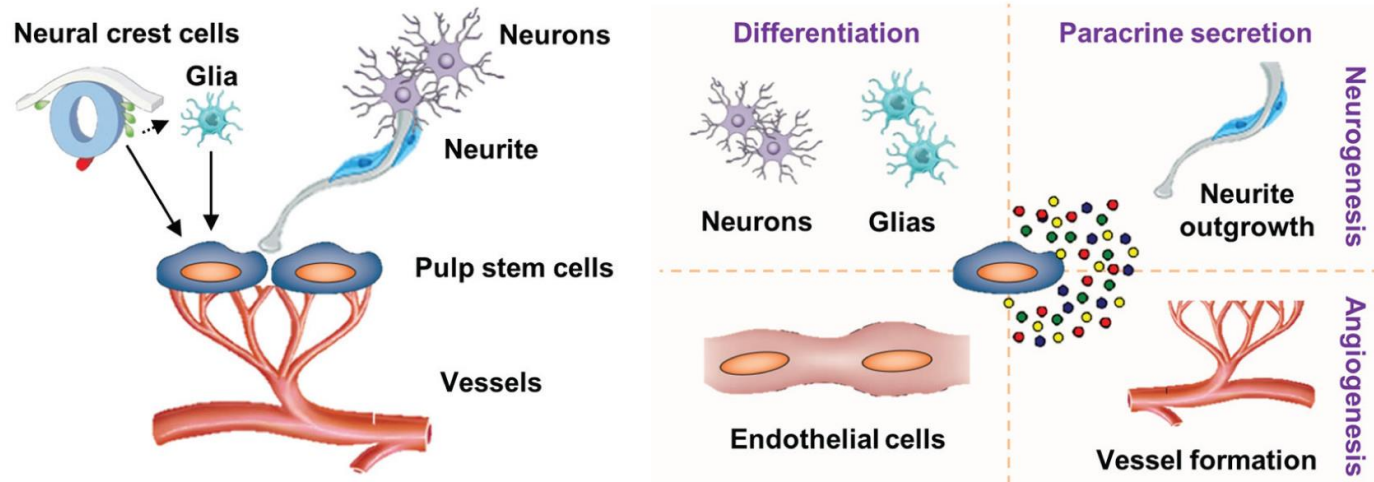 Neural crest cells
Glia
Neurons
Neurite
Pulp stem cells
Vessels
Differentiation
Paracrine secretion
Neurogenesis
Neurons
Glias
Neurite
outgrowth
Angiogenesis
Endothelial cells
Vessel formation